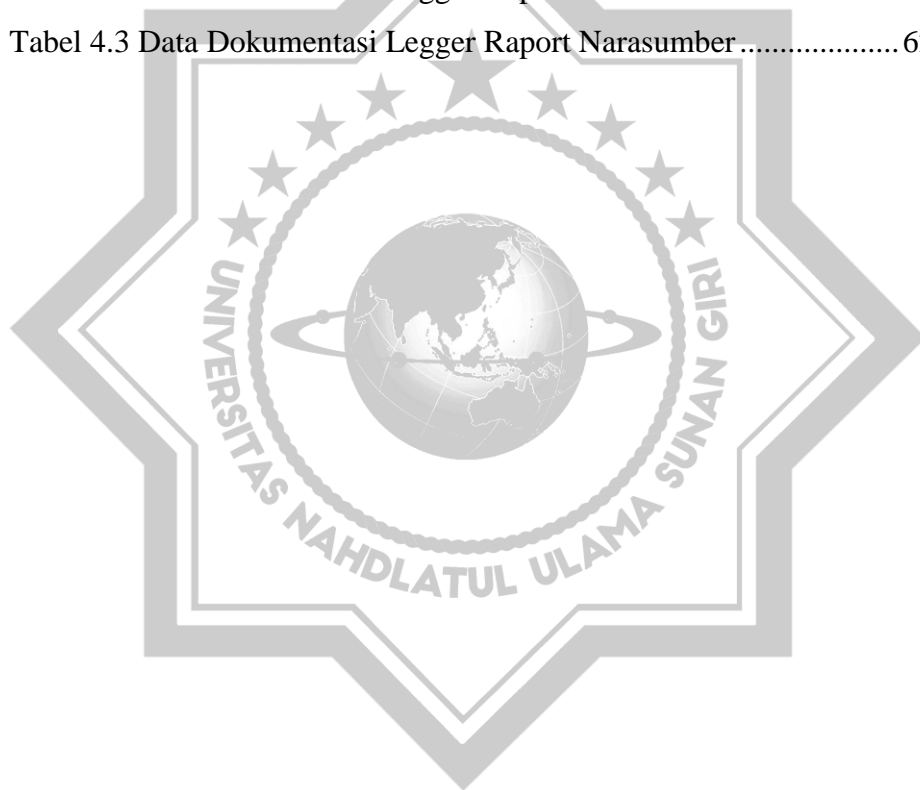 Tabel 4.3 Data Dokumentasi Legger Raport Narasumber....................6
UNIVERSITAS NAHDLATUL ULAMA SUNAN GIRI